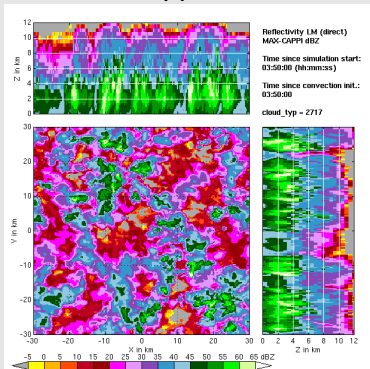 Reflectivity LM (direct)
MAX-CAPPI dBZ
Time since simulation start:
03:50:00 (hh:mm:ss)
Time since convection init.:
03:50:00
cloud_typ = 2717
Z in km
12
10
8
6
4
2
0
Y in km
30
20
10
0
-10
-20
-30
-30 -20 -10 0 10 20 30
X in km
0 2 4 6 8 10 12
Z in km
-5 0 5 10 15 20 25 30 35 40 45 50 55 60 65 dBZ